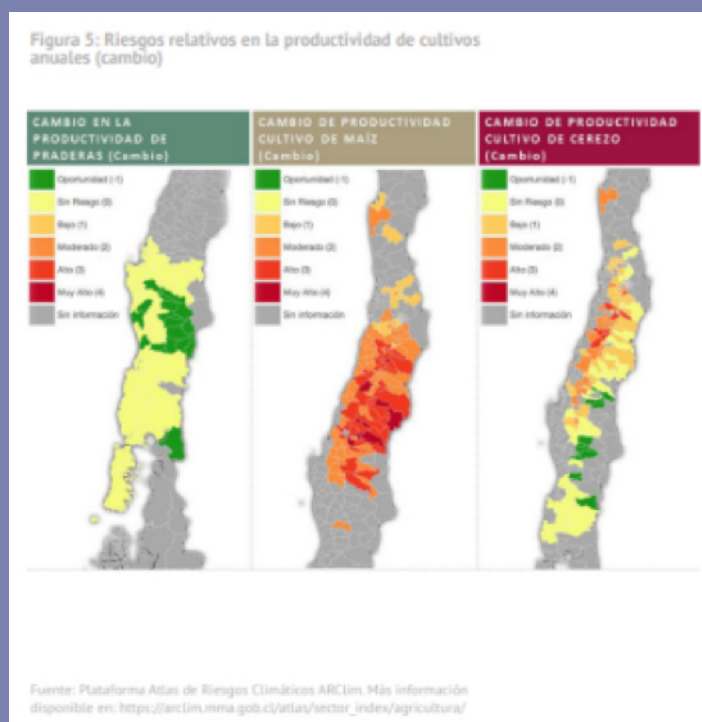 Figura 5: Riesgos relativos en la productividad de cultivos
anuales (cambio)
CAMBIO EN LA
PRODUCTIVIDAD DE
PRADERAS (Cambio)
Oportunidad (-1)
Sin Riesgo (0)
Bajo (1)
Moderado (2)
Alto (3)
Muy Alto (4)
Sin información
CAMBIO DE PRODUCTIVIDAD
CULTIVO DE MAÍZ
(Cambio)
Oportunidad (-1)
Sin Riesgo (0)
Bajo (1)
Moderado (2)
Alto (3)
Muy Alto (4)
Sin información
CAMBIO DE PRODUCTIVIDAD
CULTIVO DE CEREZO
(Cambio)
Oportunidad (-1)
Sin Riesgo (0)
Bajo (1)
Moderado (2)
Alto (3)
Muy Alto (4)
Sin información
Fuente: Plataforma Atlas de Riesgos Climáticos ARClim. Más información
disponible en: https://arclim.mma.gob.cl/atlas/sector_index/agricultura/